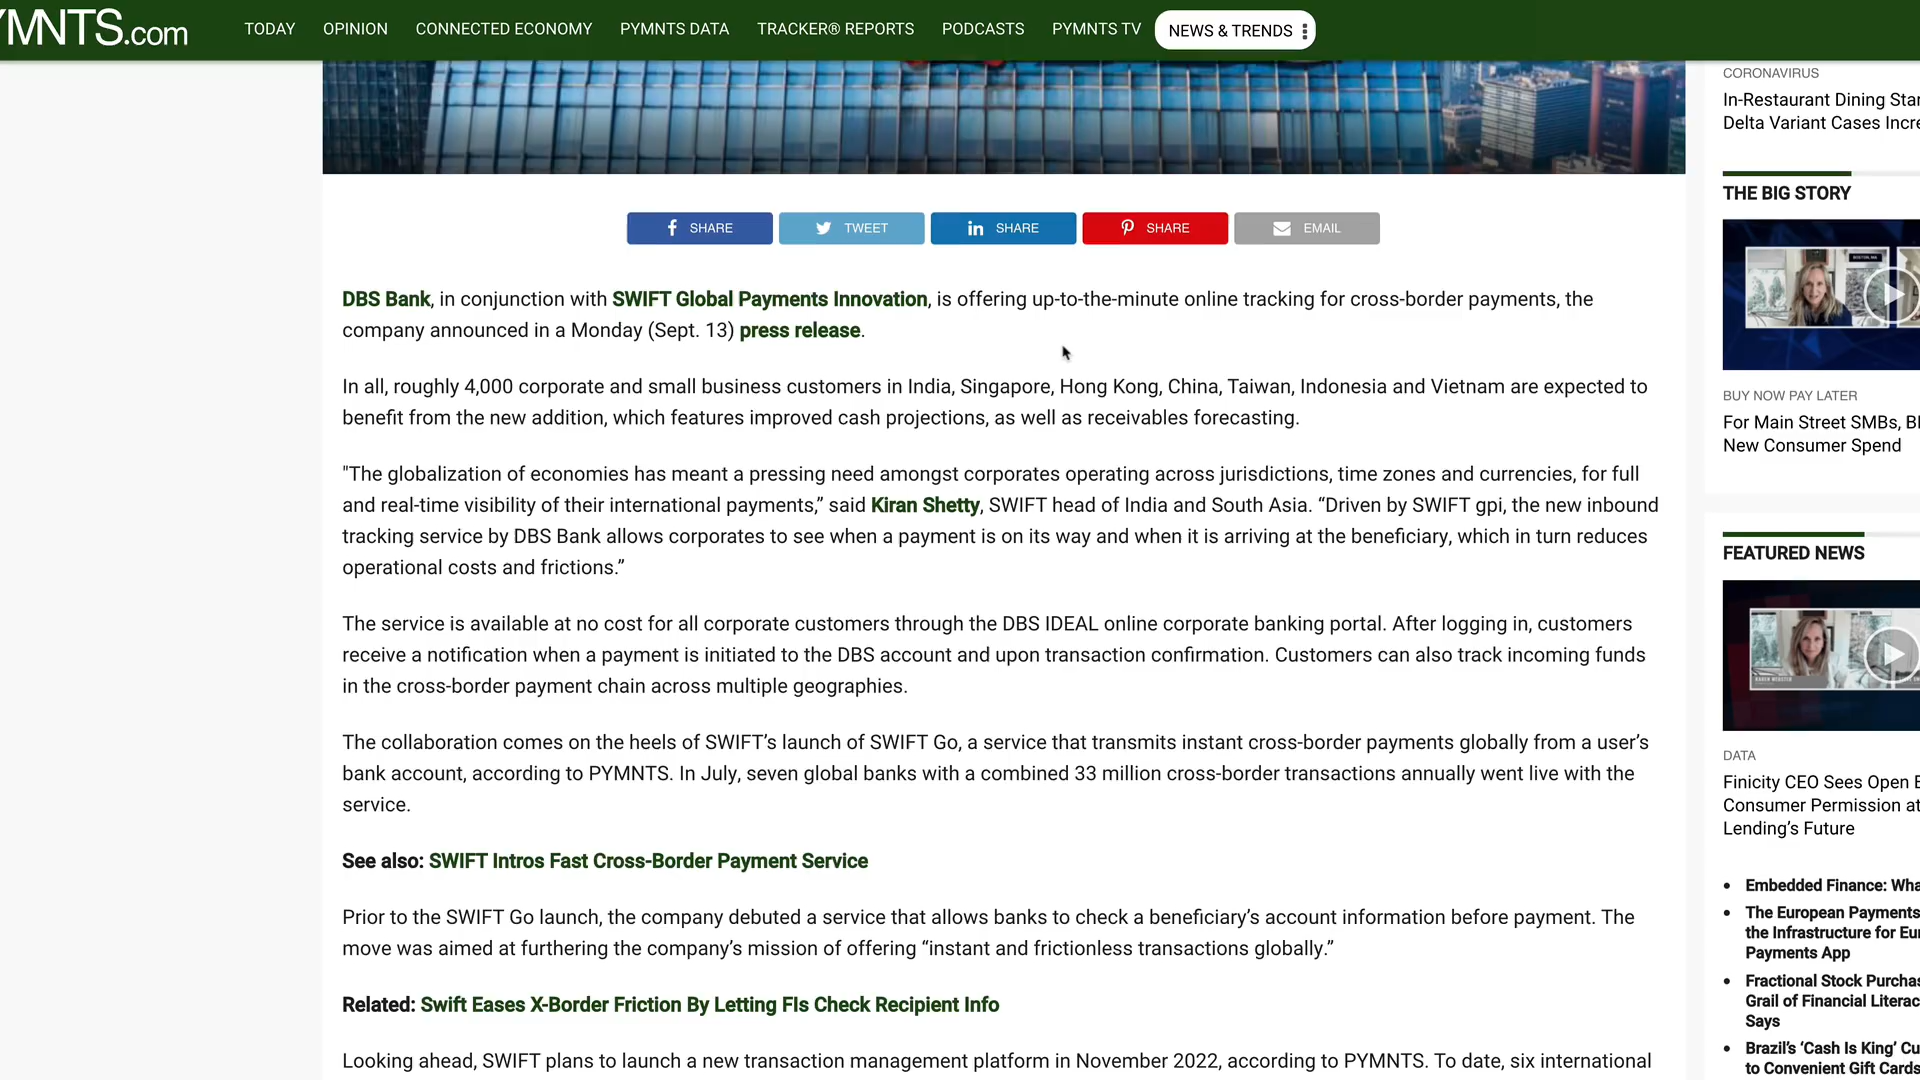 YMNTS.com
TODAY OPINION CONNECTED ECONOMY PYMNTS DATA TRACKER® REPORTS PODCASTS PYMNTS TV NEWS & TRENDS
SHARE TWEET SHARE SHARE EMAIL
DBS Bank, in conjunction with SWIFT Global Payments Innovation, is offering up-to-the-minute online tracking for cross-border payments, the
company announced in a Monday (Sept. 13) press release.
In all, roughly 4,000 corporate and small business customers in India, Singapore, Hong Kong, China, Taiwan, Indonesia and Vietnam are expected to
benefit from the new addition, which features improved cash projections, as well as receivables forecasting.
"The globalization of economies has meant a pressing need amongst corporates operating across jurisdictions, time zones and currencies, for full
and real-time visibility of their international payments,” said Kiran Shetty, SWIFT head of India and South Asia. “Driven by SWIFT gpi, the new inbound
tracking service by DBS Bank allows corporates to see when a payment is on its way and when it is arriving at the beneficiary, which in turn reduces
operational costs and frictions.”
The service is available at no cost for all corporate customers through the DBS IDEAL online corporate banking portal. After logging in, customers
receive a notification when a payment is initiated to the DBS account and upon transaction confirmation. Customers can also track incoming funds
in the cross-border payment chain across multiple geographies.
The collaboration comes on the heels of SWIFT’s launch of SWIFT Go, a service that transmits instant cross-border payments globally from a user’s
bank account, according to PYMNTS. In July, seven global banks with a combined 33 million cross-border transactions annually went live with the
service.
See also: SWIFT Intros Fast Cross-Border Payment Service
Prior to the SWIFT Go launch, the company debuted a service that allows banks to check a beneficiary’s account information before payment. The
move was aimed at furthering the company’s mission of offering “instant and frictionless transactions globally.”
Related: Swift Eases X-Border Friction By Letting FIs Check Recipient Info
Looking ahead, SWIFT plans to launch a new transaction management platform in November 2022, according to PYMNTS. To date, six international
CORONAVIRUS
In-Restaurant Dining
Delta Variant Cases
THE BIG STORY
BOSTON, MA
BUY NOW PAY LATER
For Main Street SMBs,
New Consumer Spend
FEATURED NEWS
KAREN WEBSTER
DATA
Finicity CEO Sees Open
Consumer Permission
Lending’s Future
Embedded Finance:
The European Payments
the Infrastructure for
Payments App
Fractional Stock
Grail of Financial
Says
Brazil’s ‘Cash Is King’
to Convenient Gift Cards